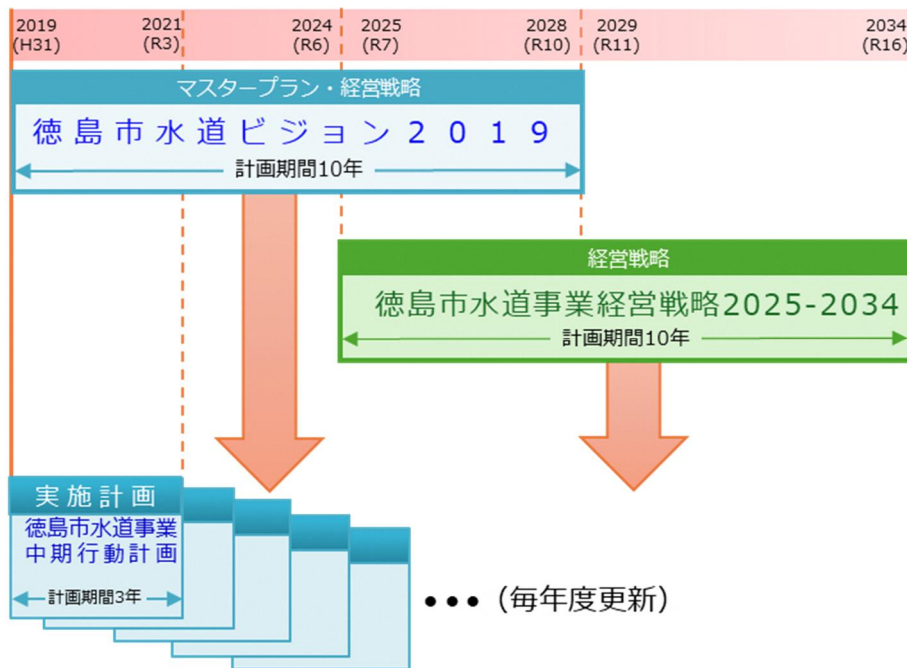 2019 2021 2024 2025 2028 2029 2034
(H31) (R3) (R6) (R7) (R10) (R11) (R16)
マスタープラン・経営戦略
徳島市水道ビジョン2019
計画期間10年
経営戦略
徳島市水道事業経営戦略2025-2034
計画期間10年
実施計画
徳島市水道事業
中期行動計画
計画期間3年
•••（毎年度更新）